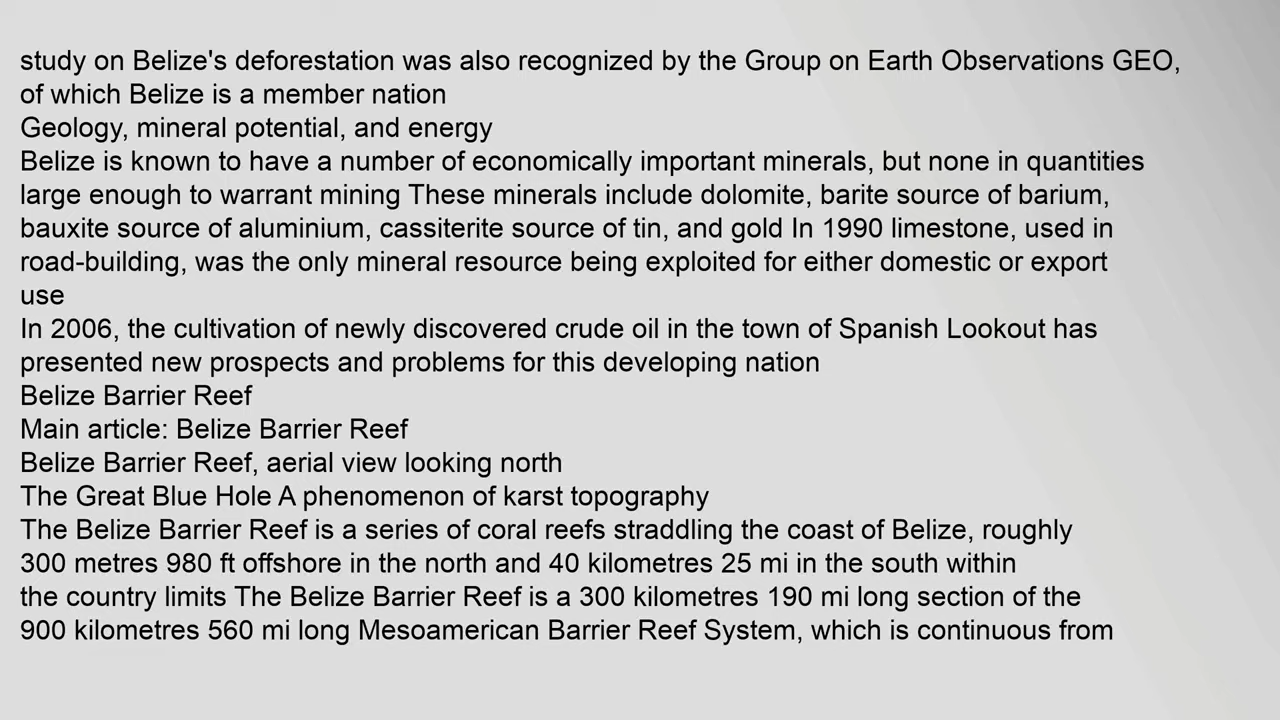 study on Belize's deforestation was also recognized by the Group on Earth Observations GEO,
of which Belize is a member nation
Geology, mineral potential, and energy
Belize is known to have a number of economically important minerals, but none in quantities
large enough to warrant mining These minerals include dolomite, barite source of barium,
bauxite source of aluminium, cassiterite source of tin, and gold In 1990 limestone, used in
road-building, was the only mineral resource being exploited for either domestic or export
use
In 2006, the cultivation of newly discovered crude oil in the town of Spanish Lookout has
presented new prospects and problems for this developing nation
Belize Barrier Reef
Main article: Belize Barrier Reef
Belize Barrier Reef, aerial view looking north
The Great Blue Hole A phenomenon of karst topography
The Belize Barrier Reef is a series of coral reefs straddling the coast of Belize, roughly
300 metres 980 ft offshore in the north and 40 kilometres 25 mi in the south within
the country limits The Belize Barrier Reef is a 300 kilometres 190 mi long section of the
900 kilometres 560 mi long Mesoamerican Barrier Reef System, which is continuous from